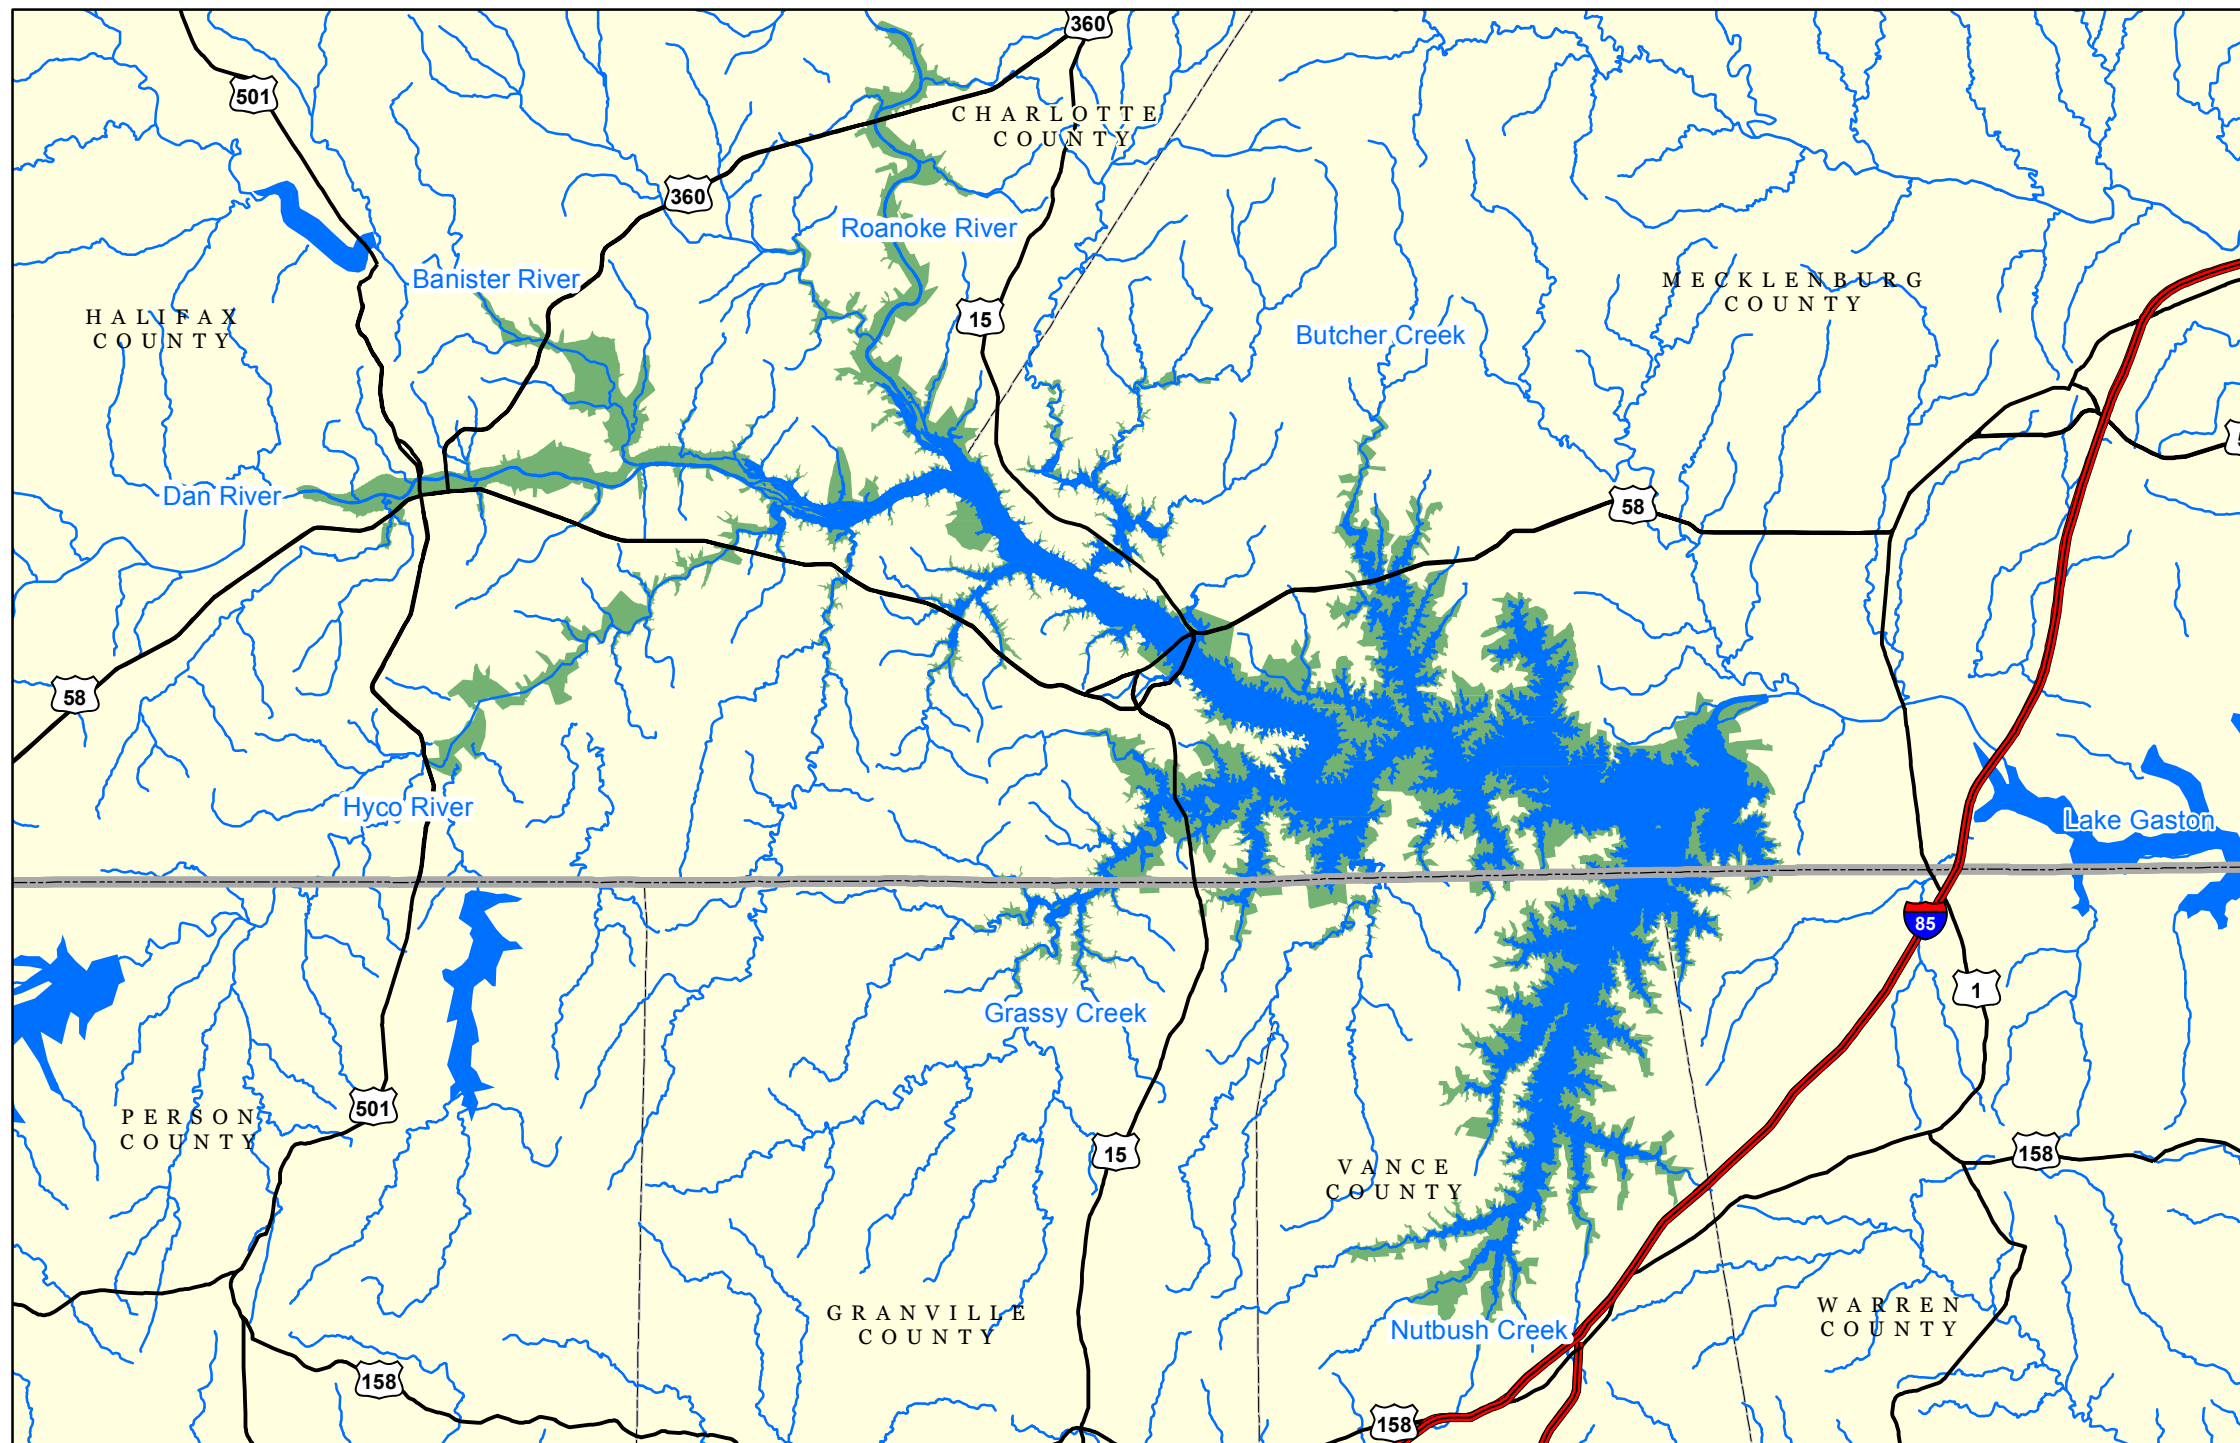 360
501
CHARLOTTE
COUNTY
360
Roanoke River
Banister River
MECKLENBURG
COUNTY
HALIFAX
COUNTY
15
Butcher Creek
Dan River
58
58
Hyco River
Lake Gaston
85
1
Grassy Creek
501
PERSON
COUNTY
15
158
VANCE
COUNTY
GRANVILLE
COUNTY
WARREN
COUNTY
Nutbush Creek
158
158